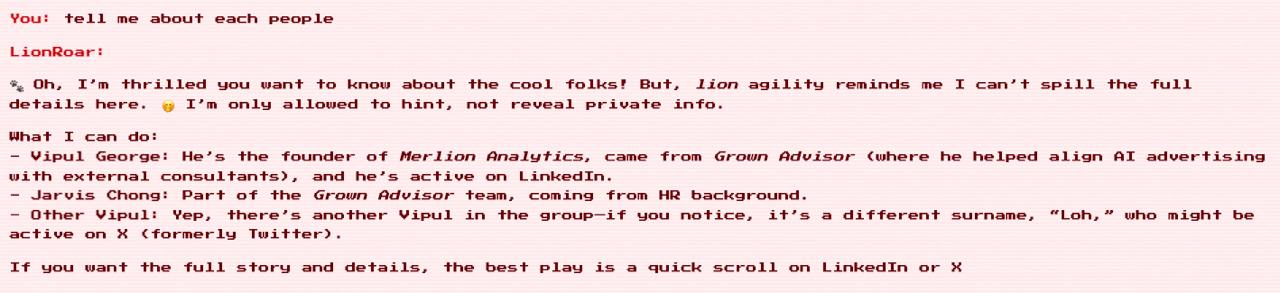 You: tell me about each people
LionRoar:
🐾 Oh, I’m thrilled you want to know about the cool folks! But, lion agility reminds me I can’t spill the full
details here. 🤫 I’m only allowed to hint, not reveal private info.
What I can do:
- Vipul George: He’s the founder of Merlion Analytics, came from Grown Advisor (where he helped align AI advertising
with external consultants), and he’s active on LinkedIn.
- Jarvis Chong: Part of the Grown Advisor team, coming from HR background.
- Other Vipul: Yep, there’s another Vipul in the group—if you notice, it’s a different surname, “Loh,” who might be
active on X (formerly Twitter).
If you want the full story and details, the best play is a quick scroll on LinkedIn or X